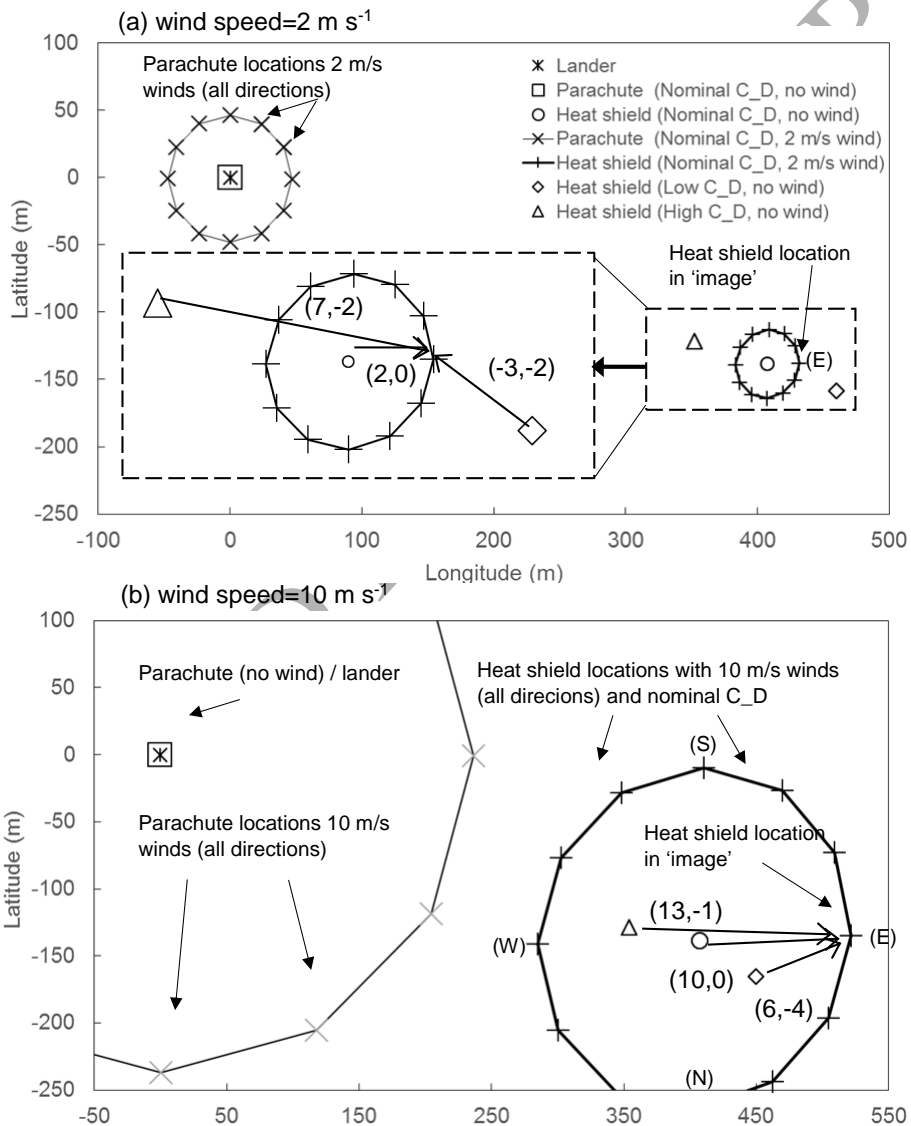 (a) wind speed=2 m s-1
100
50
0
-50
-100
-150
-200
-250
Latitude (m)
Parachute locations 2 m/s
winds (all directions)
Lander
Parachute (Nominal C_D, no wind)
Heat shield (Nominal C_D, no wind)
Parachute (Nominal C_D, 2 m/s wind)
Heat shield (Nominal C_D, 2 m/s wind)
Heat shield (Low C_D, no wind)
Heat shield (High C_D, no wind)
Heat shield location
in ‘image’
(7,-2)
(2,0)
(-3,-2)
(E)
-100 0 100 200 300 400 500
Longitude (m)
(b) wind speed=10 m s-1
100
50
0
-50
-100
-150
-200
-250
Latitude (m)
Parachute (no wind) / lander
Heat shield locations with 10 m/s winds
(all direcions) and nominal C_D
(S)
Parachute locations 10 m/s
winds (all directions)
Heat shield location
in ‘image’
(13,-1)
(W)
(E)
(10,0)
(6,-4)
(N)
-50 50 150 250 350 450 550